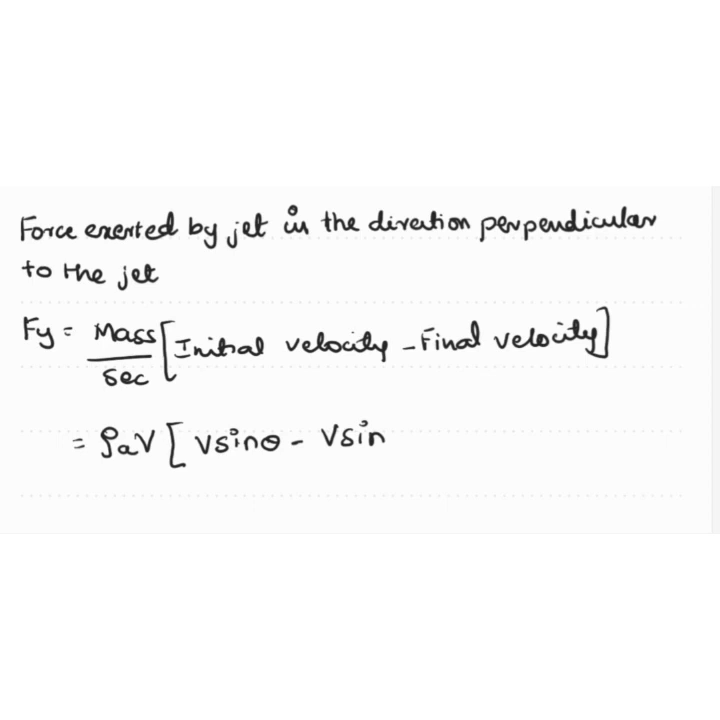 Force exerted by jet in the direction perpendicular
to the jet
Fy = Mass/sec [Initial velocity - Final velocity]
= ρaV [ Vsinθ - Vsin